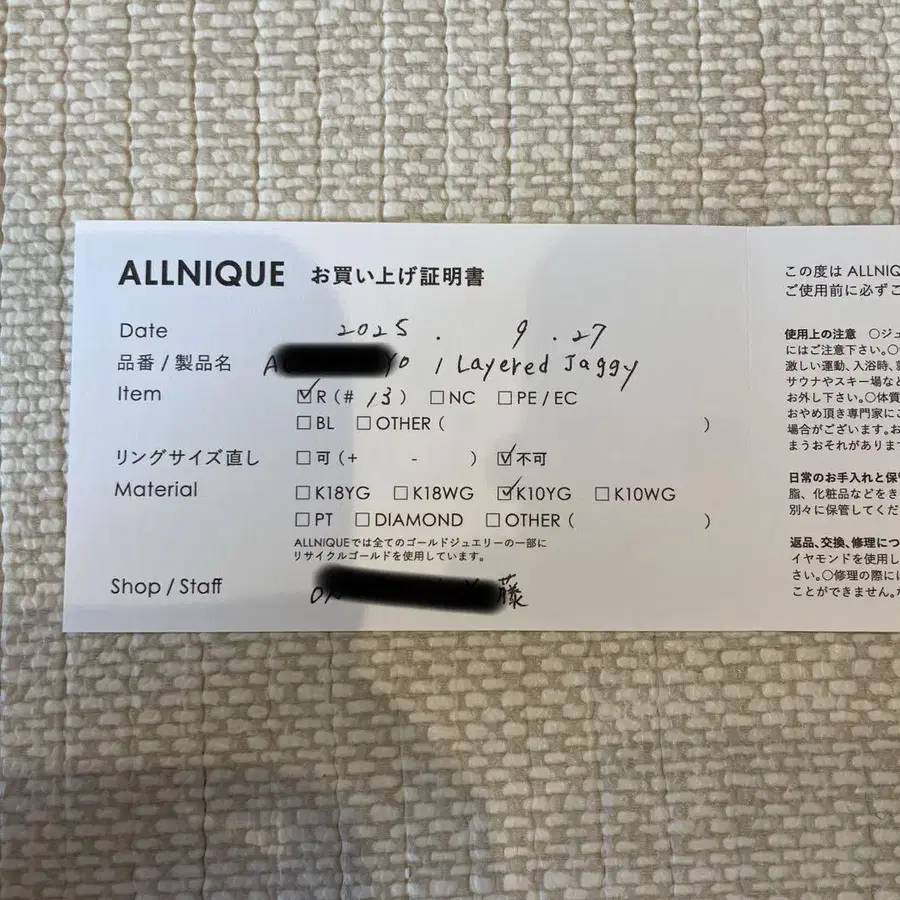 ALLNIQUE お買い上げ証明書
Date 2025. 9. 27
品番/製品名 Layered Jaggy
Item ☑R(# 13) □NC □PE/EC
□BL □OTHER ( )
リングサイズ直し □可(+ - ) ☑不可
Material □K18YG □K18WG ☑K10YG □K10WG
□PT □DIAMOND □OTHER ( )
ALLNIQUEでは全てのゴールドジュエリーの一部に
リサイクルゴールドを使用しています。
Shop / Staff 藤
この度は ALLNIQ
ご使用前に必ずご
使用上の注意 ○ジュ
にはご注意下さい。○
激しい運動、入浴時、
サウナやスキー場など
お外し下さい。○体質
おやめ頂き専門家にご
場合がございます。お
まうおそれがありま
日常のお手入れと保管
脂、化粧品などをき
別々に保管してくだ
返品、交換、修理につ
イヤモンドを使用し
さい。○修理の際には
ことができません。